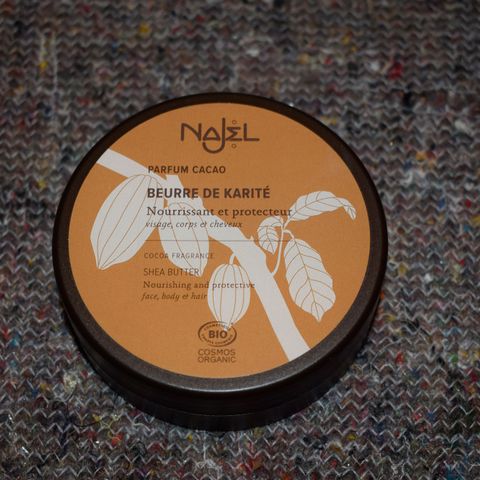 NAJEL
PARFUM CACAO
BEURRE DE KARITÉ
Nourrissant et protecteur
visage, corps & cheveux
COCOA FRAGRANCE
SHEA BUTTER
Nourishing and protective
face, body & hair
BIO
COSMOS
ORGANIC